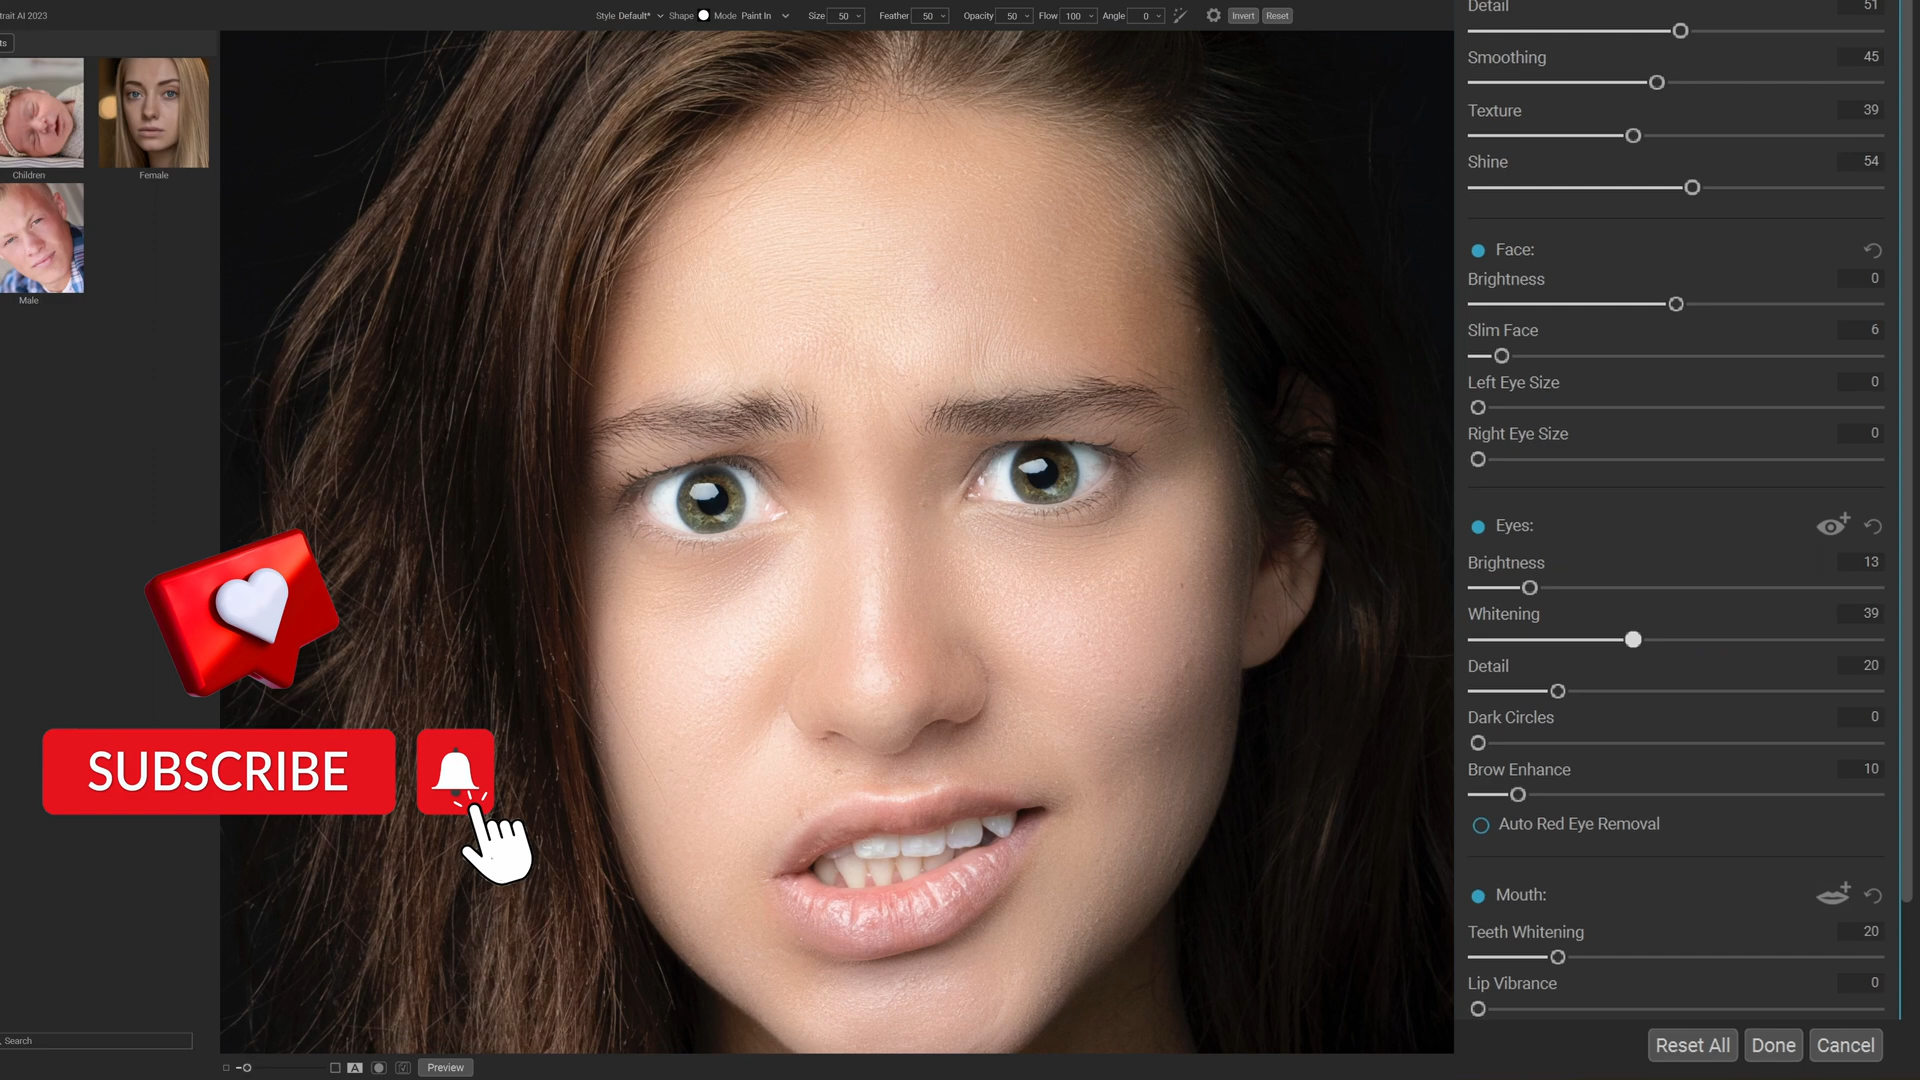 trait AI 2023
Style Default* Shape Mode Paint In Size 50 Feather 50 Opacity 50 Flow 100 Angle 0 Invert Reset
ts
Children
Female
Male
SUBSCRIBE
Search
A
Preview
Detail 51
Smoothing 45
Texture 39
Shine 54
Face:
Brightness 0
Slim Face 6
Left Eye Size 0
Right Eye Size 0
Eyes:
Brightness 13
Whitening 39
Detail 20
Dark Circles 0
Brow Enhance 10
Auto Red Eye Removal
Mouth:
Teeth Whitening 20
Lip Vibrance 0
Reset All Done Cancel